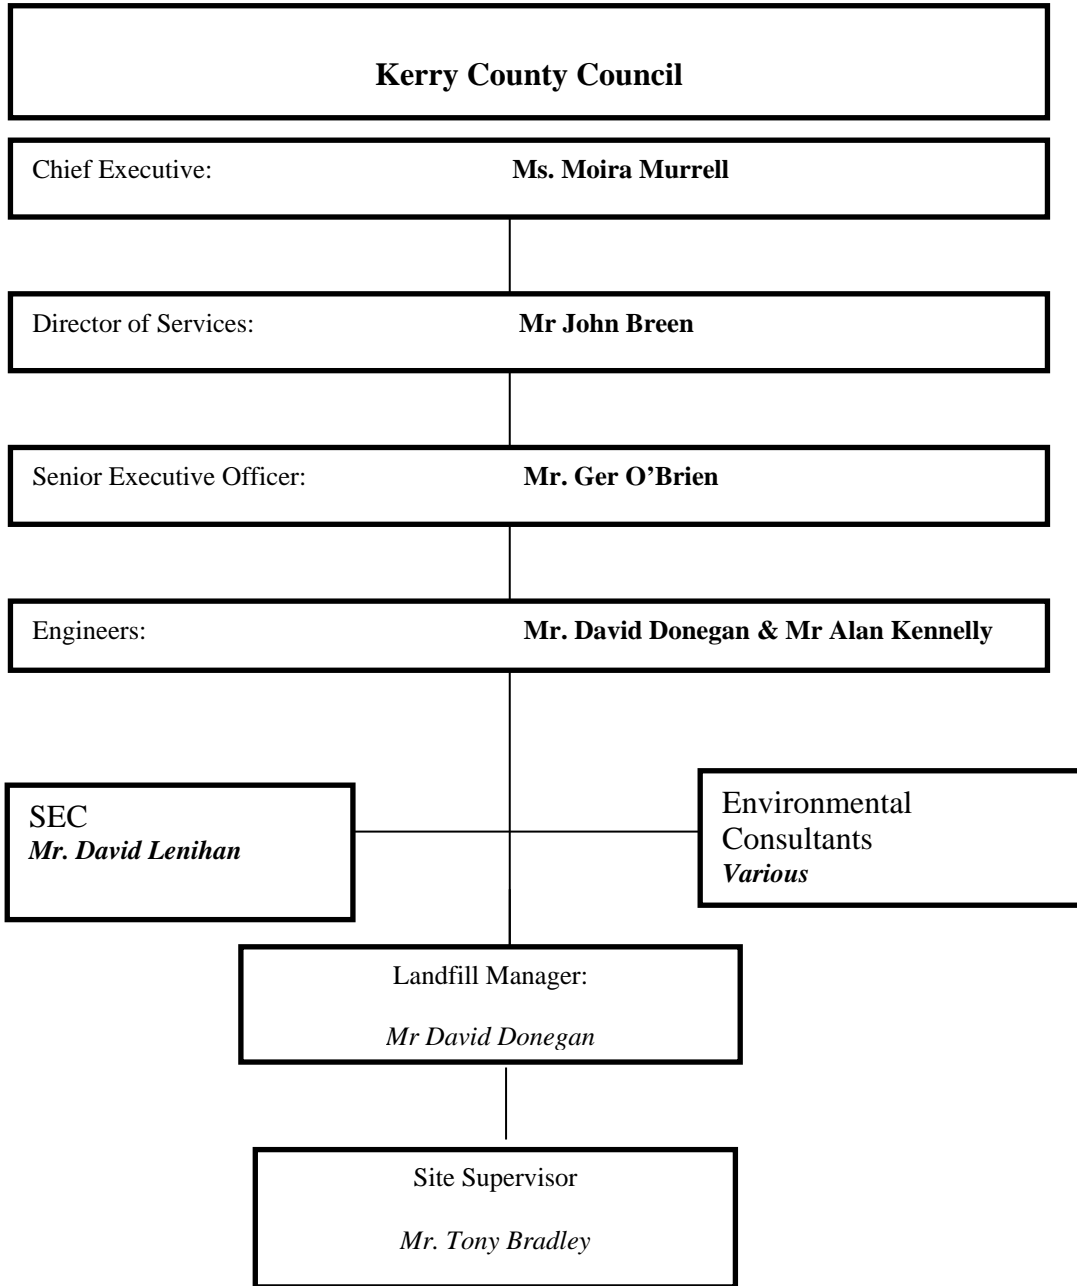 Kerry County Council
Chief Executive: Ms. Moira Murrell
Director of Services: Mr John Breen
Senior Executive Officer: Mr. Ger O’Brien
Engineers: Mr. David Donegan & Mr Alan Kennelly
SEC
Mr. David Lenihan
Environmental
Consultants
Various
Landfill Manager:
Mr David Donegan
Site Supervisor
Mr. Tony Bradley